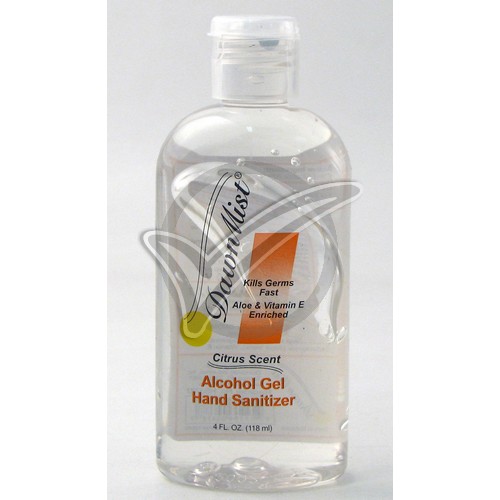 DawnMist®
Kills Germs
Fast
Aloe & Vitamin E
Enriched
Citrus Scent
Alcohol Gel
Hand Sanitizer
4 FL. OZ. (118 ml)